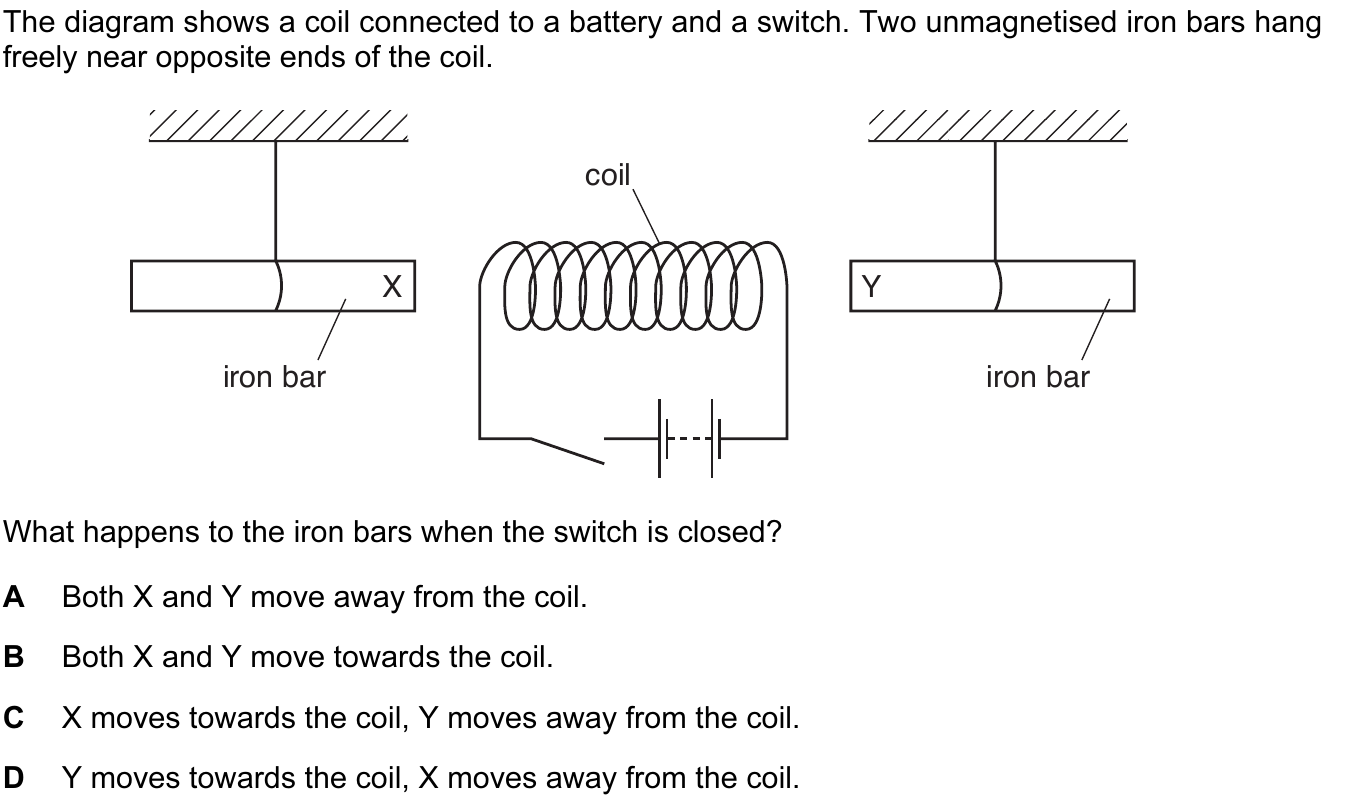 The diagram shows a coil connected to a battery and a switch. Two unmagnetised iron bars hang
freely near opposite ends of the coil.
coil
X
Y
iron bar
iron bar
What happens to the iron bars when the switch is closed?
A Both X and Y move away from the coil.
B Both X and Y move towards the coil.
C X moves towards the coil, Y moves away from the coil.
D Y moves towards the coil, X moves away from the coil.